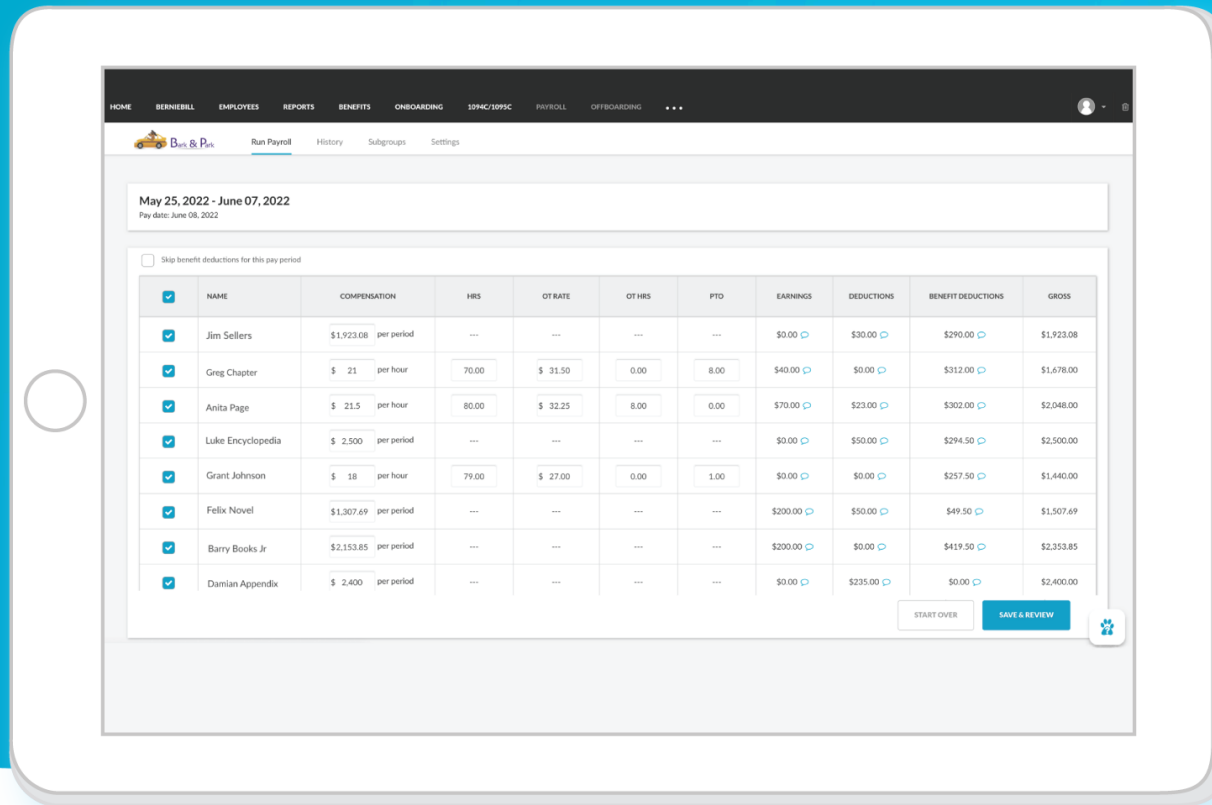 HOME BERNIEBILL EMPLOYEES REPORTS BENEFITS ONBOARDING 1094C/1095C PAYROLL OFFBOARDING •••
Bark & Park Run Payroll History Subgroups Settings
May 25, 2022 - June 07, 2022
Pay date: June 08, 2022
Skip benefit deductions for this pay period
NAME COMPENSATION HRS OT RATE OT HRS PTO EARNINGS DEDUCTIONS BENEFIT DEDUCTIONS GROSS
Jim Sellers $1,923.08 per period --- --- --- --- $0.00 $30.00 $290.00 $1,923.08
Greg Chapter $ 21 per hour 70.00 $ 31.50 0.00 8.00 $40.00 $0.00 $312.00 $1,678.00
Anita Page $ 21.5 per hour 80.00 $ 32.25 8.00 0.00 $70.00 $23.00 $302.00 $2,048.00
Luke Encyclopedia $ 2,500 per period --- --- --- --- $0.00 $50.00 $294.50 $2,500.00
Grant Johnson $ 18 per hour 79.00 $ 27.00 0.00 1.00 $0.00 $0.00 $257.50 $1,440.00
Felix Novel $1,307.69 per period --- --- --- --- $200.00 $50.00 $49.50 $1,507.69
Barry Books Jr $2,153.85 per period --- --- --- --- $200.00 $0.00 $419.50 $2,353.85
Damian Appendix $ 2,400 per period --- --- --- --- $0.00 $235.00 $0.00 $2,400.00
START OVER SAVE & REVIEW